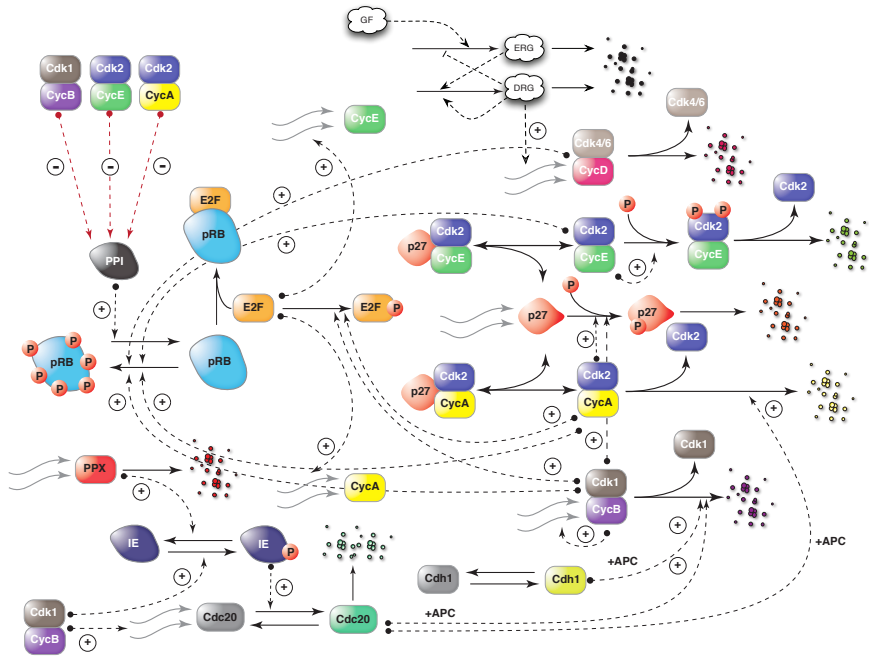 GF
ERG
DRG
+
Cdk1
CycB
Cdk2
CycE
Cdk2
CycA
−
−
−
PPI
+
CycE
+
Cdk4/6
Cdk4/6
CycD
E2F
pRB
+
+
p27
Cdk2
CycE
Cdk2
CycE
+
P
P
P
Cdk2
CycE
Cdk2
E2F
E2F
P
p27
P
p27
P
Cdk2
+
P
P
P
P
P
P
pRB
pRB
+
+
p27
Cdk2
CycA
Cdk2
CycA
+
+
+
+
PPX
+
CycA
+
Cdk1
CycB
+
Cdk1
+
+
+APC
+APC
IE
IE
P
+
+
Cdh1
Cdh1
Cdk1
CycB
+
Cdc20
Cdc20
+APC